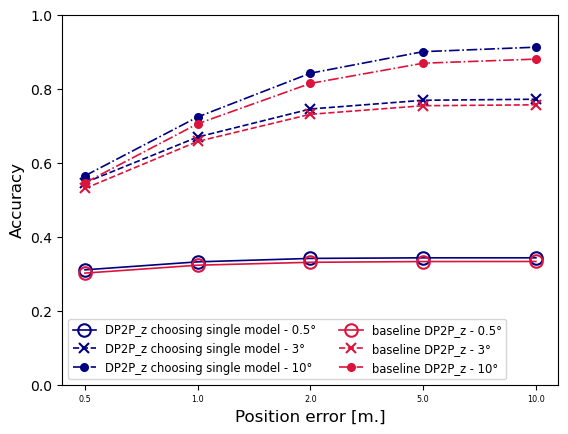 1.0
0.8
0.6
0.4
0.2
0.0
Accuracy
DP2P_z choosing single model - 0.5°
DP2P_z choosing single model - 3°
DP2P_z choosing single model - 10°
baseline DP2P_z - 0.5°
baseline DP2P_z - 3°
baseline DP2P_z - 10°
0.5 1.0 2.0 5.0 10.0
Position error [m.]